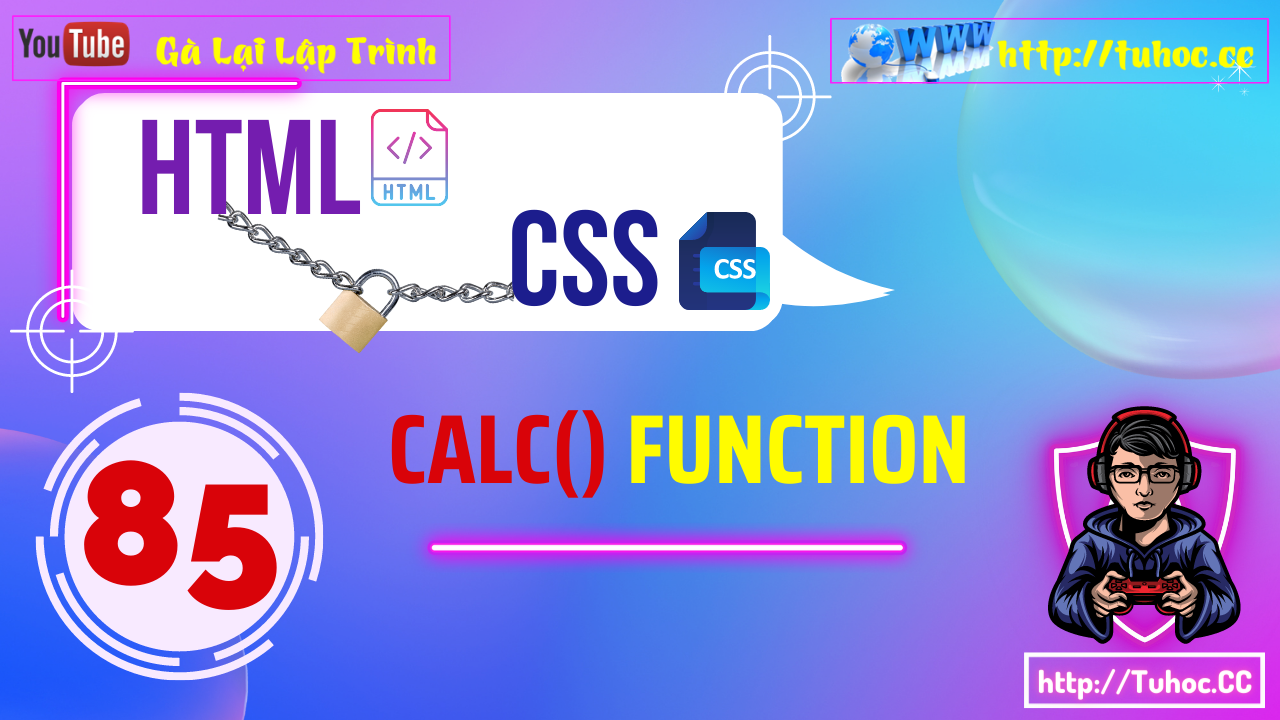 YouTube Gà Lại Lập Trình
WWW http://tuhoc.cc
HTML
</>
HTML
CSS
CSS
85
CALC() FUNCTION
http://Tuhoc.CC